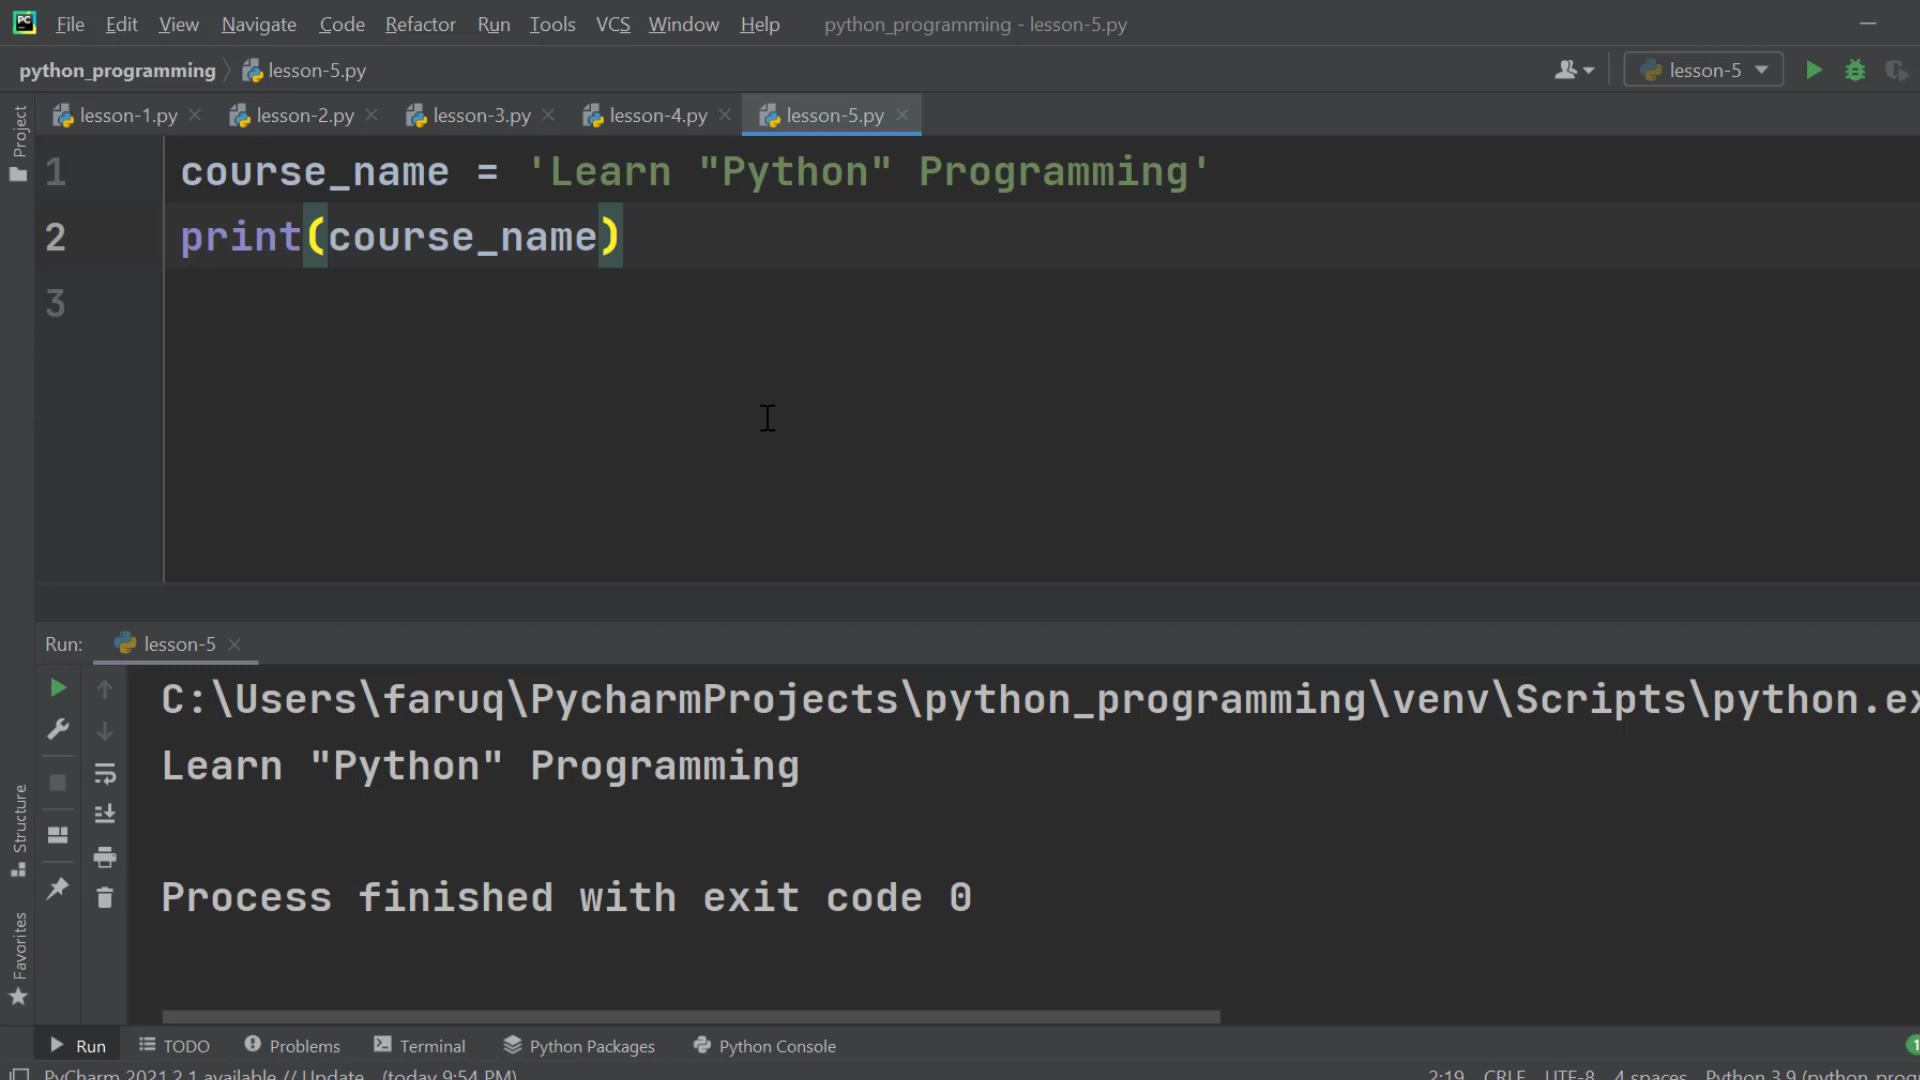 PC File Edit View Navigate Code Refactor Run Tools VCS Window Help python_programming - lesson-5.py
python_programming lesson-5.py lesson-5
lesson-1.py lesson-2.py lesson-3.py lesson-4.py lesson-5.py
Project
1 course_name = 'Learn "Python" Programming'
2 print(course_name)
3
Run: lesson-5
C:\Users\faruq\PycharmProjects\python_programming\venv\Scripts\python.ex
Learn "Python" Programming
Process finished with exit code 0
Structure
Favorites
Run TODO Problems Terminal Python Packages Python Console 1
PyCharm 2021.2.1 available // Update... (today 9:54 PM) 2:19 CRLF UTF-8 4 spaces Python 3.9 (python_prog